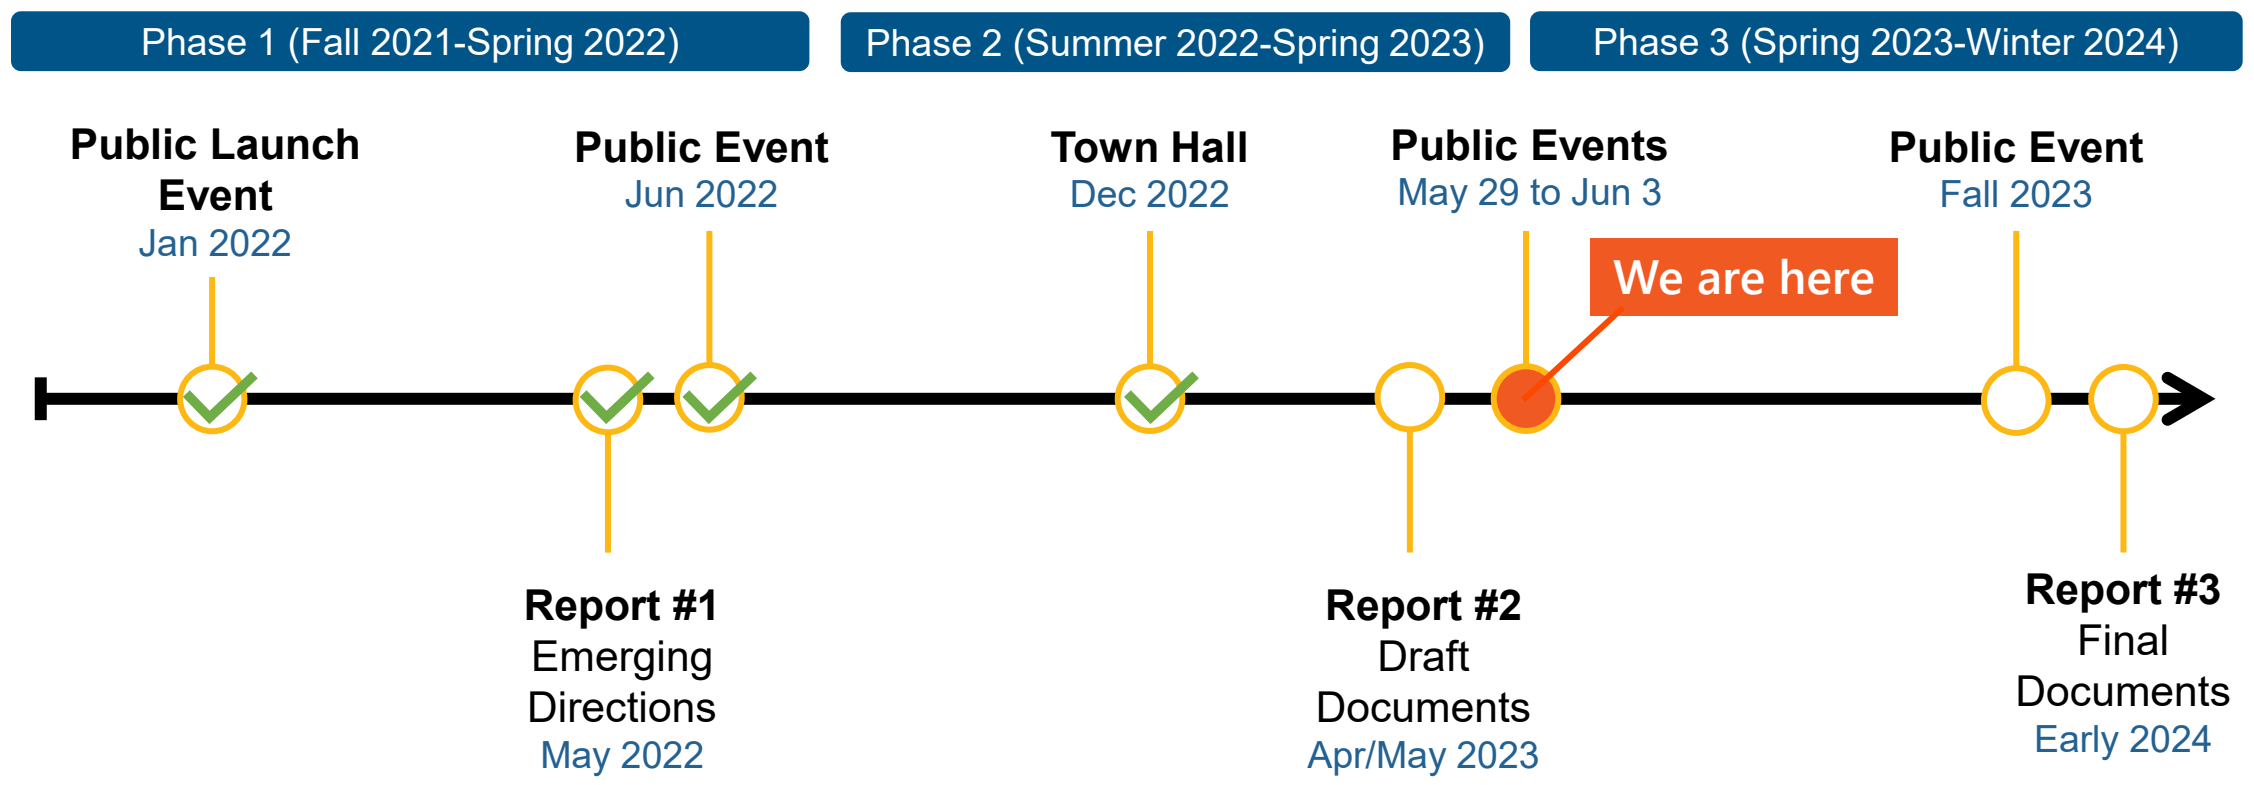 Phase 1 (Fall 2021-Spring 2022)
Phase 2 (Summer 2022-Spring 2023)
Phase 3 (Spring 2023-Winter 2024)
Public Launch
Event
Jan 2022
Public Event
Jun 2022
Town Hall
Dec 2022
Public Events
May 29 to Jun 3
Public Event
Fall 2023
We are here
Report #1
Emerging
Directions
May 2022
Report #2
Draft
Documents
Apr/May 2023
Report #3
Final
Documents
Early 2024